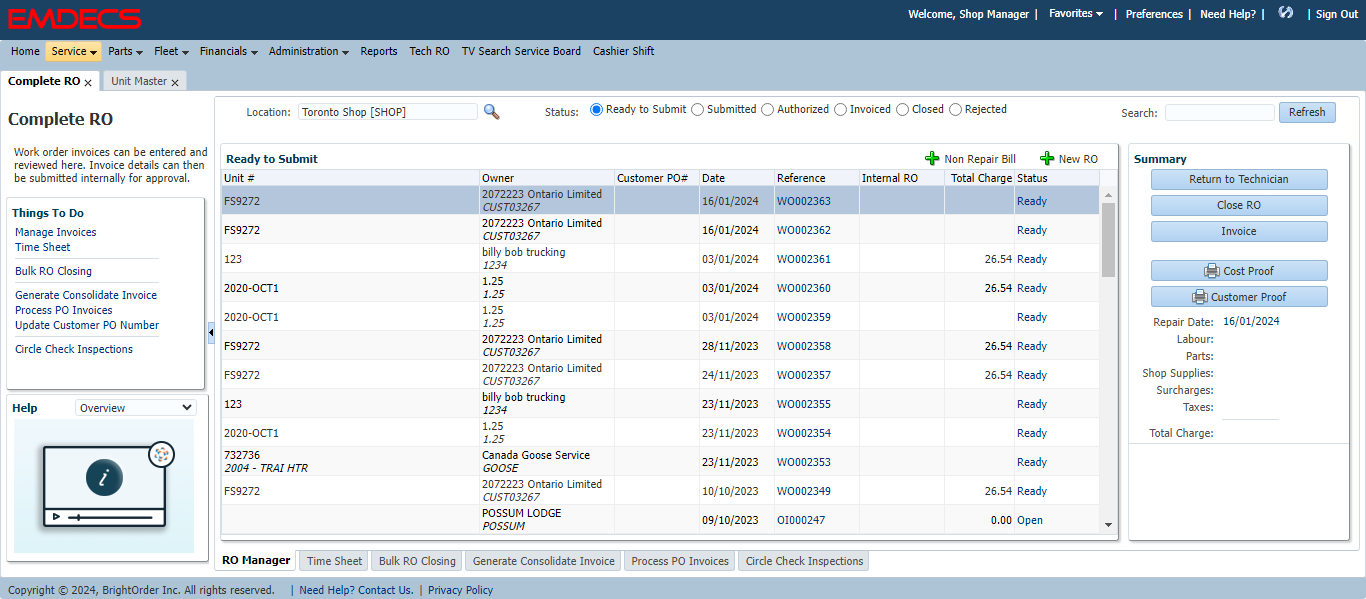 EMDECS
Welcome, Shop Manager | Favorites | Preferences | Need Help? | | Sign Out
Home Service Parts Fleet Financials Administration Reports Tech RO TV Search Service Board Cashier Shift
Complete RO x Unit Master x
Complete RO
Work order invoices can be entered and
reviewed here. Invoice details can then
be submitted internally for approval.
Things To Do
Manage Invoices
Time Sheet
Bulk RO Closing
Generate Consolidate Invoice
Process PO Invoices
Update Customer PO Number
Circle Check Inspections
Help Overview
i
Location: Toronto Shop [SHOP] Status: Ready to Submit Submitted Authorized Invoiced Closed Rejected Search: Refresh
Ready to Submit Non Repair Bill New RO
Unit # Owner Customer PO# Date Reference Internal RO Total Charge Status
FS9272 2072223 Ontario Limited 16/01/2024 WO002363 Ready
CUST03267
FS9272 2072223 Ontario Limited 16/01/2024 WO002362 Ready
CUST03267
123 billy bob trucking 03/01/2024 WO002361 26.54 Ready
1234
2020-OCT1 1.25 03/01/2024 WO002360 26.54 Ready
1.25
2020-OCT1 1.25 03/01/2024 WO002359 Ready
1.25
FS9272 2072223 Ontario Limited 28/11/2023 WO002358 26.54 Ready
CUST03267
FS9272 2072223 Ontario Limited 24/11/2023 WO002357 26.54 Ready
CUST03267
123 billy bob trucking 23/11/2023 WO002355 Ready
1234
2020-OCT1 1.25 23/11/2023 WO002354 Ready
1.25
732736 Canada Goose Service 23/11/2023 WO002353 Ready
2004 - TRAI HTR GOOSE
FS9272 2072223 Ontario Limited 10/10/2023 WO002349 26.54 Ready
CUST03267
POSSUM LODGE 09/10/2023 OI000247 0.00 Open
POSSUM
Summary
Return to Technician
Close RO
Invoice
Cost Proof
Customer Proof
Repair Date: 16/01/2024
Labour:
Parts:
Shop Supplies:
Surcharges:
Taxes:
Total Charge:
RO Manager Time Sheet Bulk RO Closing Generate Consolidate Invoice Process PO Invoices Circle Check Inspections
Copyright © 2024, BrightOrder Inc. All rights reserved. | Need Help? Contact Us. | Privacy Policy